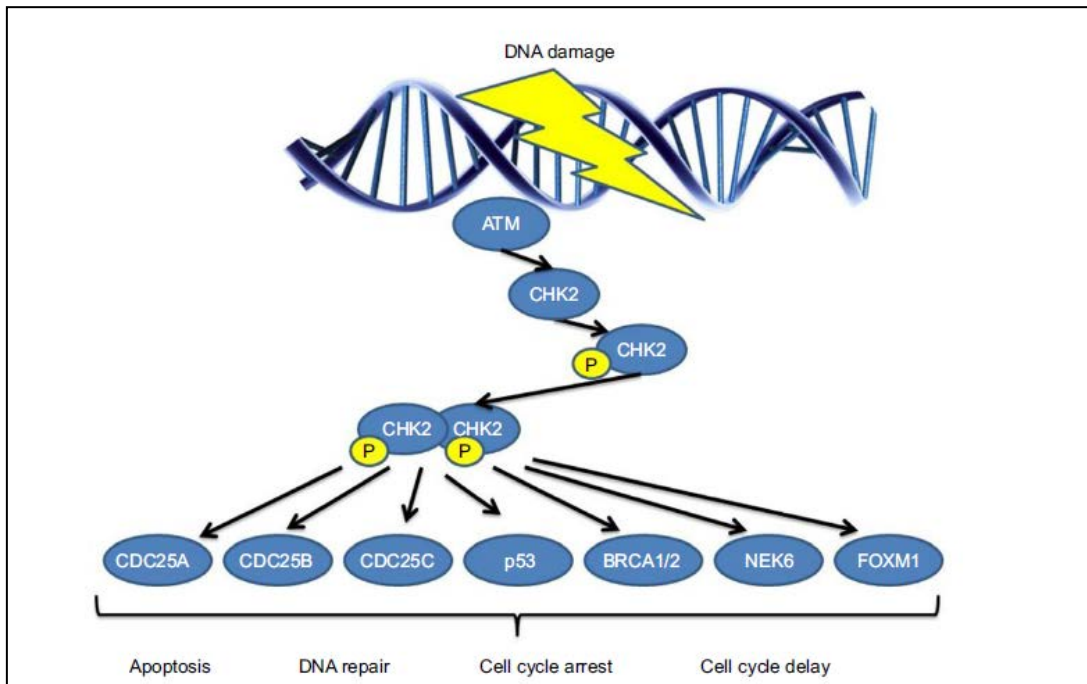 DNA damage
ATM
CHK2
CHK2
P
CHK2 CHK2
P P
CDC25A CDC25B CDC25C p53 BRCA1/2 NEK6 FOXM1
Apoptosis DNA repair Cell cycle arrest Cell cycle delay